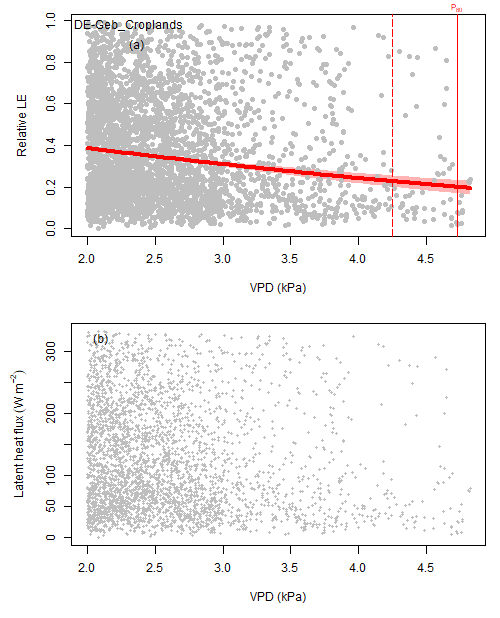 P80
DE-Geb_Croplands
(a)
1.0
0.8
0.6
0.4
0.2
0.0
Relative LE
2.0 2.5 3.0 3.5 4.0 4.5
VPD (kPa)
(b)
300
200
100
50
0
Latent heat flux (W m−2)
2.0 2.5 3.0 3.5 4.0 4.5
VPD (kPa)